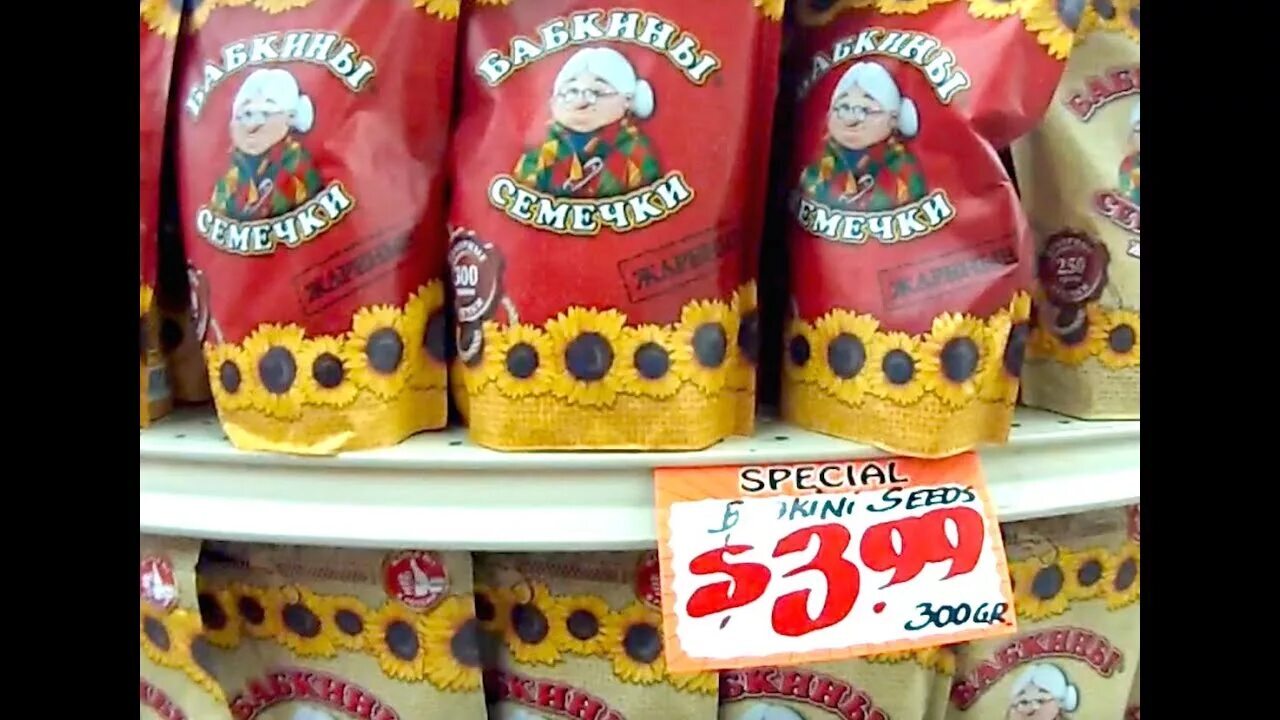 БАБКИНЫ
СЕМЕЧКИ
ЖАРЕНЫЕ
БАБКИНЫ
СЕМЕЧКИ
ЖАРЕНЫЕ
300
БАБКИНЫ
СЕМЕЧКИ
ЖАРЕНЫЕ
250
SPECIAL
SEEDS
$3.99
300GR.
БАБКИНЫ
БАБКИНЫ
БАБКИНЫ
БАБКИНЫ